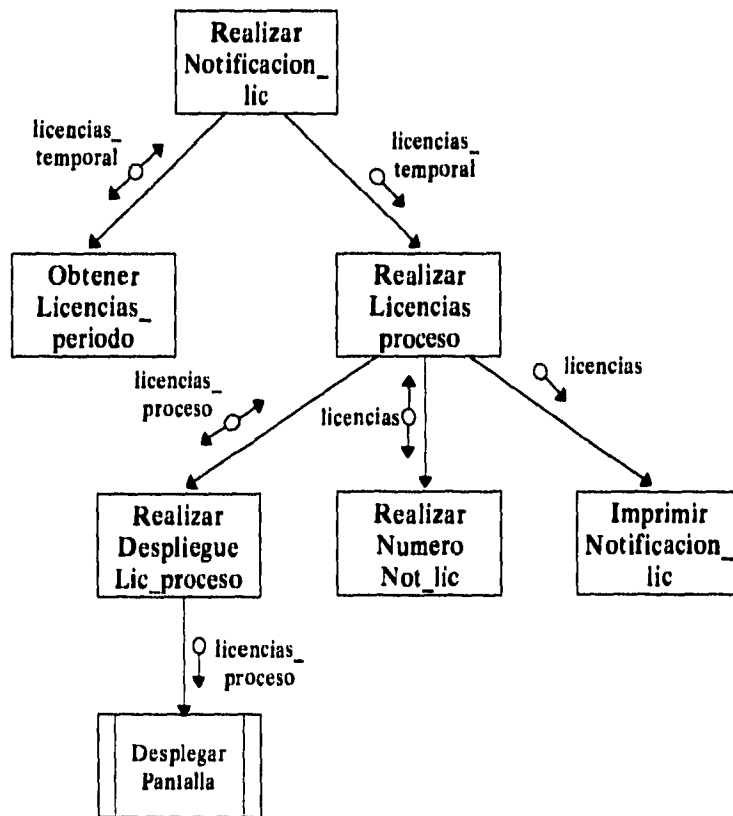 Realizar
Notificacion_
lic
licencias_
temporal
licencias_
temporal
Obtener
Licencias_
periodo
Realizar
Licencias
proceso
licencias_
proceso
licencias
licencias
Realizar
Despliegue
Lic_proceso
Realizar
Numero
Not_lic
Imprimir
Notificacion_
lic
licencias_
proceso
Desplegar
Pantalla